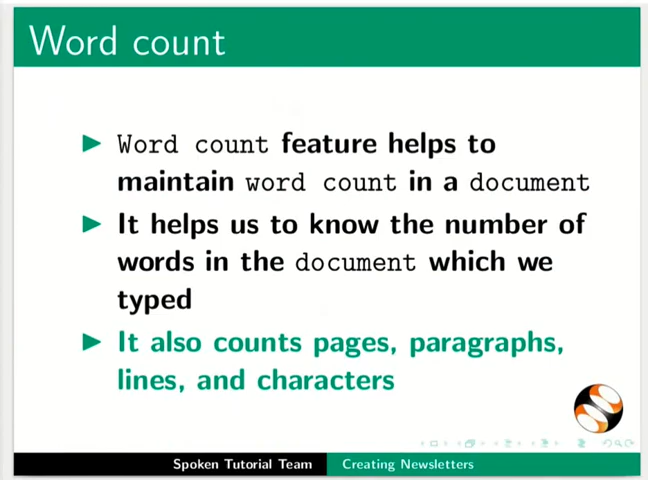 Word count
Word count feature helps to
maintain word count in a document
It helps us to know the number of
words in the document which we
typed
It also counts pages, paragraphs,
lines, and characters
Spoken Tutorial Team
Creating Newsletters